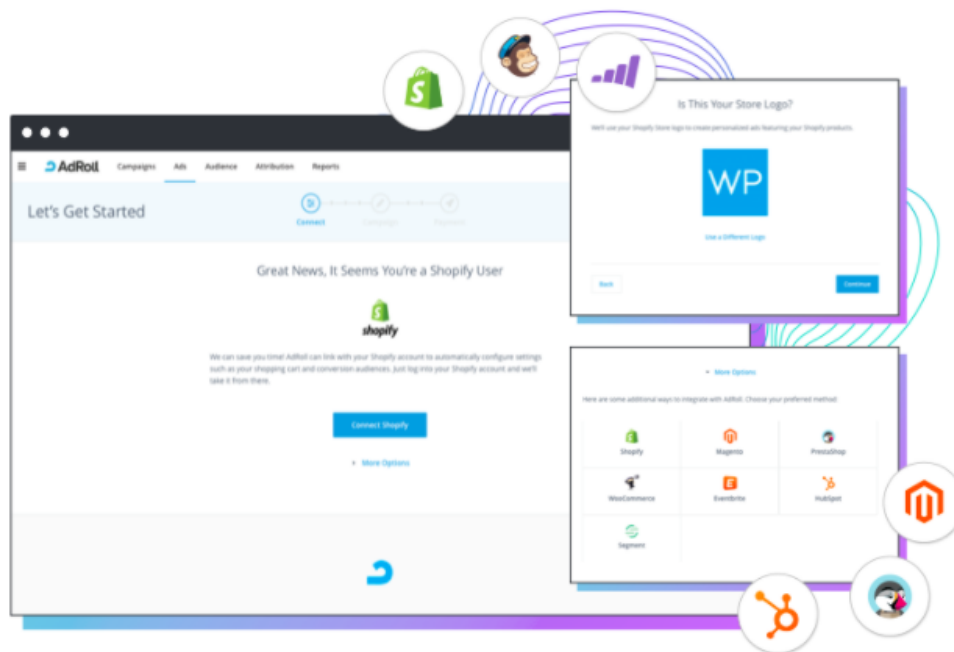 AdRoll Campaigns Ads Audience Attribution Reports
Let's Get Started
Connect Campaign
Great News, It Seems You're a Shopify User
shopify
We can save you time! AdRoll can link with your Shopify account to automatically configure settings
such as your shopping cart and conversion audiences. Just log into your Shopify account and we'll
take it from there.
Connect Shopify
More Options
Is This Your Store Logo?
We'll use your Shopify Store logo to create personalized ads featuring your Shopify products.
WP
Use a Different Logo
Back Continue
More Options
Here are some additional ways to integrate with AdRoll. Choose your preferred method!
Shopify Magento PrestaShop
WooCommerce Eventbrite HubSpot
Segment